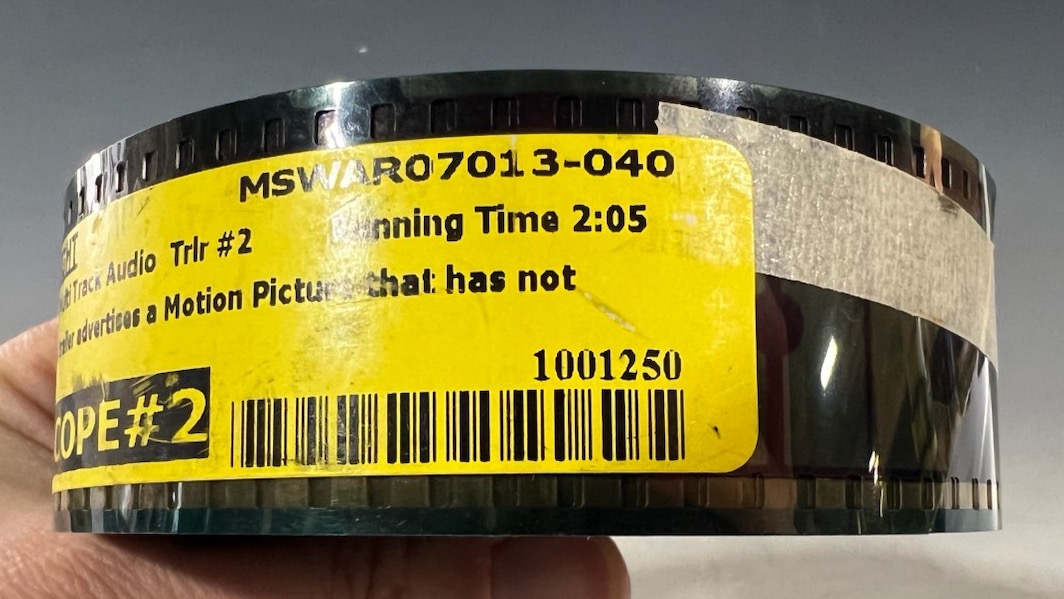 MSWAR07013-040
Running Time 2:05
Track Audio Trlr #2
advertises a Motion Picture that has not
1001250
COPE #2